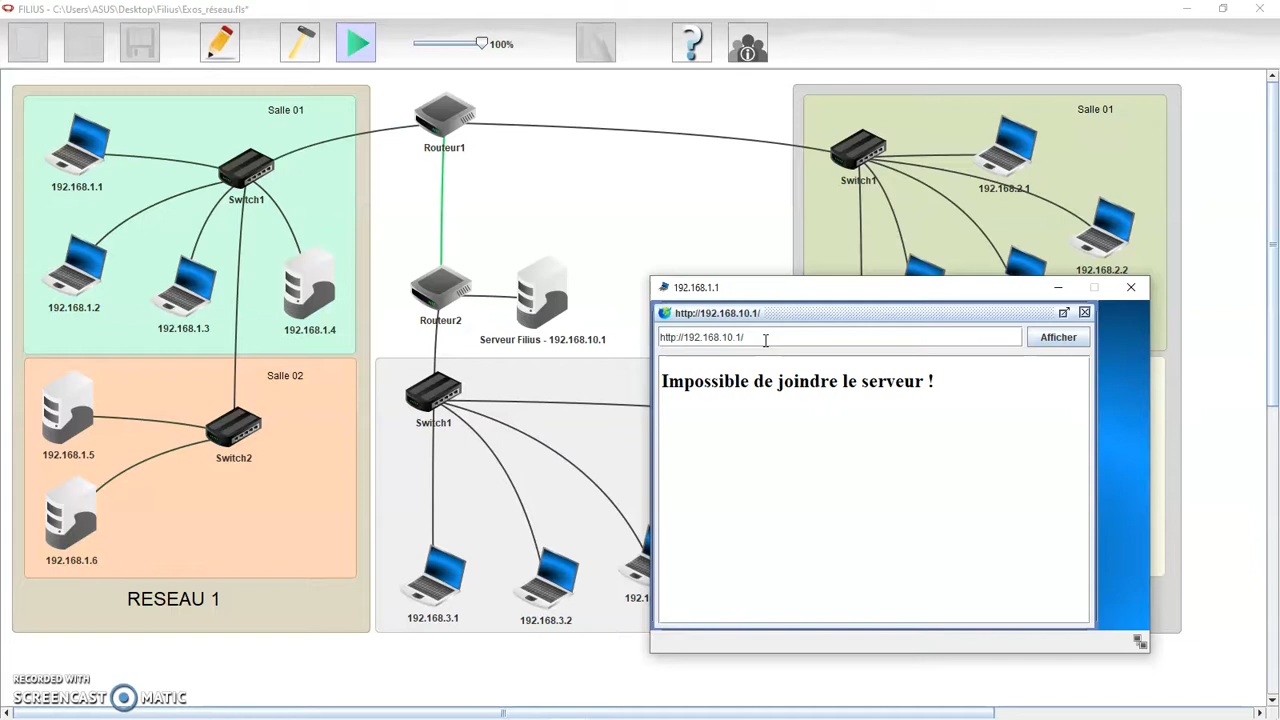 FILIUS - C:\Users\ASUS\Desktop\Filius\Exos_réseau.fls*
100%
Salle 01
192.168.1.1
Switch1
192.168.1.2
192.168.1.3
192.168.1.4
Salle 02
192.168.1.5
Switch2
192.168.1.6
RESEAU 1
Routeur1
Routeur2
Serveur Filius - 192.168.10.1
Switch1
192.168.3.1
192.168.3.2
192.1
Salle 01
Switch1
192.168.2.1
192.168.2.2
192.168.1.1
http://192.168.10.1/
http://192.168.10.1/
Afficher
Impossible de joindre le serveur !
RECORDED WITH
SCREENCAST MATIC